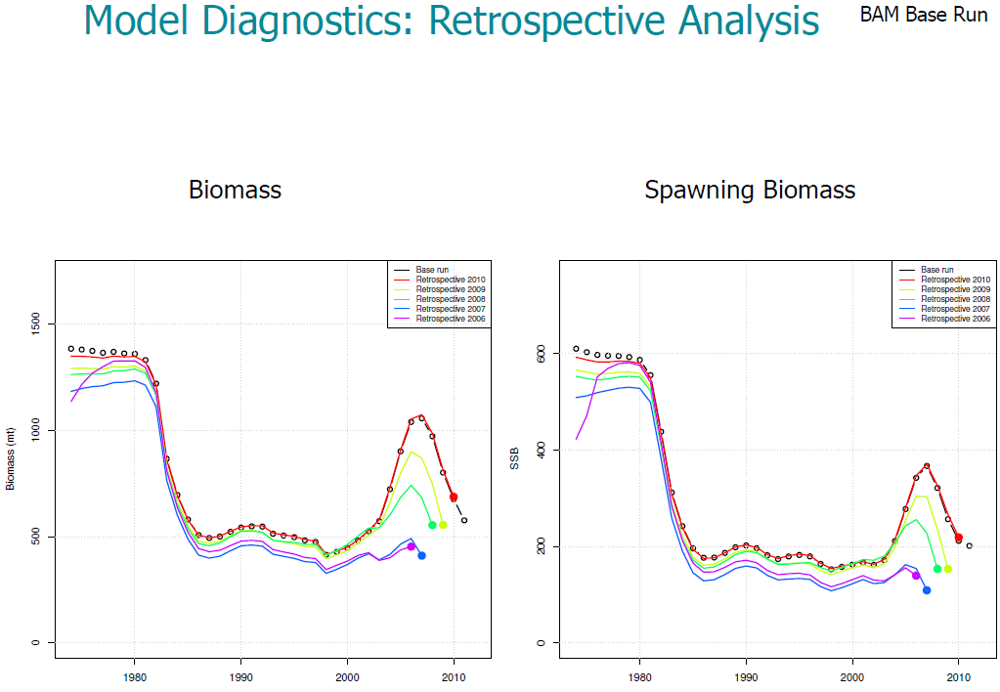 Model Diagnostics: Retrospective Analysis
BAM Base Run
Biomass
Spawning Biomass
Base run
Retrospective 2010
Retrospective 2009
Retrospective 2008
Retrospective 2007
Retrospective 2006
Biomass (mt)
1500
1000
500
0
1980
1990
2000
2010
Base run
Retrospective 2010
Retrospective 2009
Retrospective 2008
Retrospective 2007
Retrospective 2006
SSB
600
400
200
0
1980
1990
2000
2010